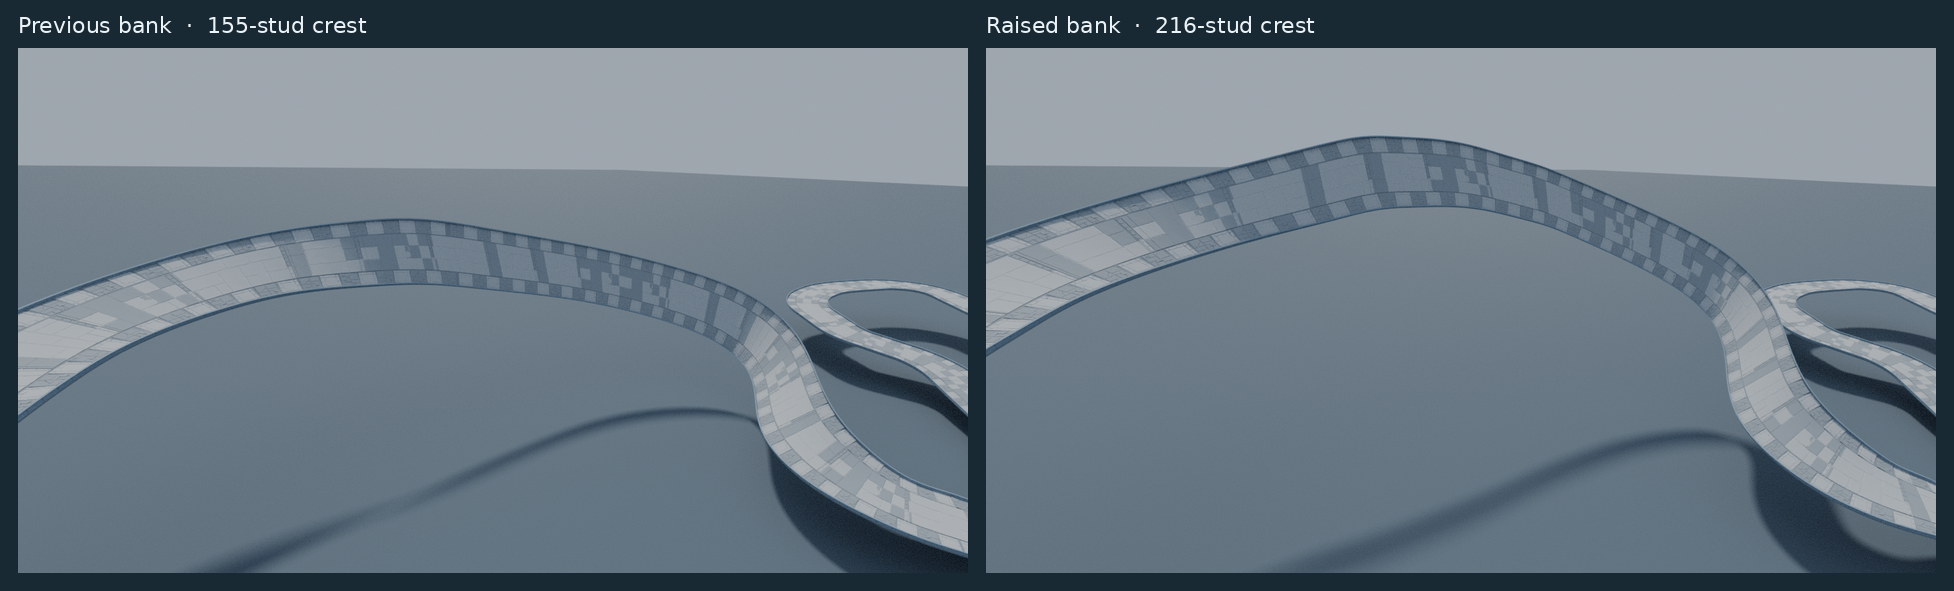 Previous bank · 155-stud crest
Raised bank · 216-stud crest